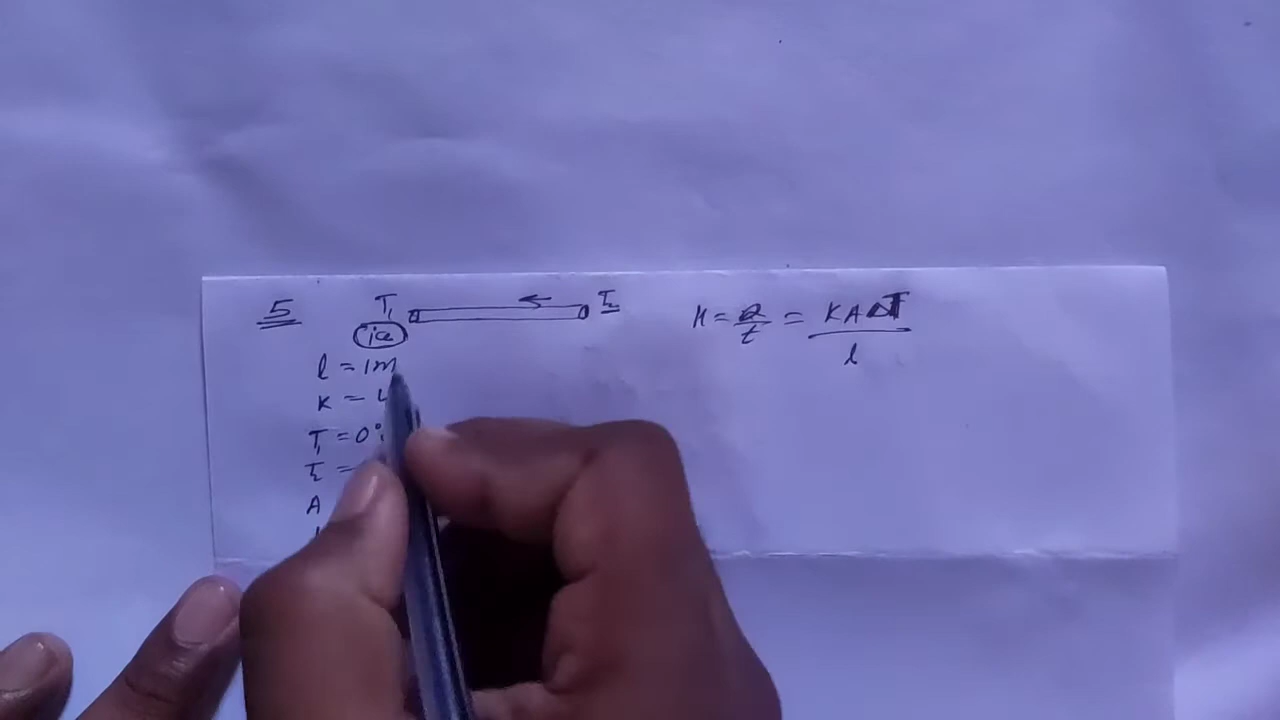 5 T₁ T₂
ice
l = 1m
K =
T₁ = 0°
T₂ =
A
H = Q/t = KAΔT/l